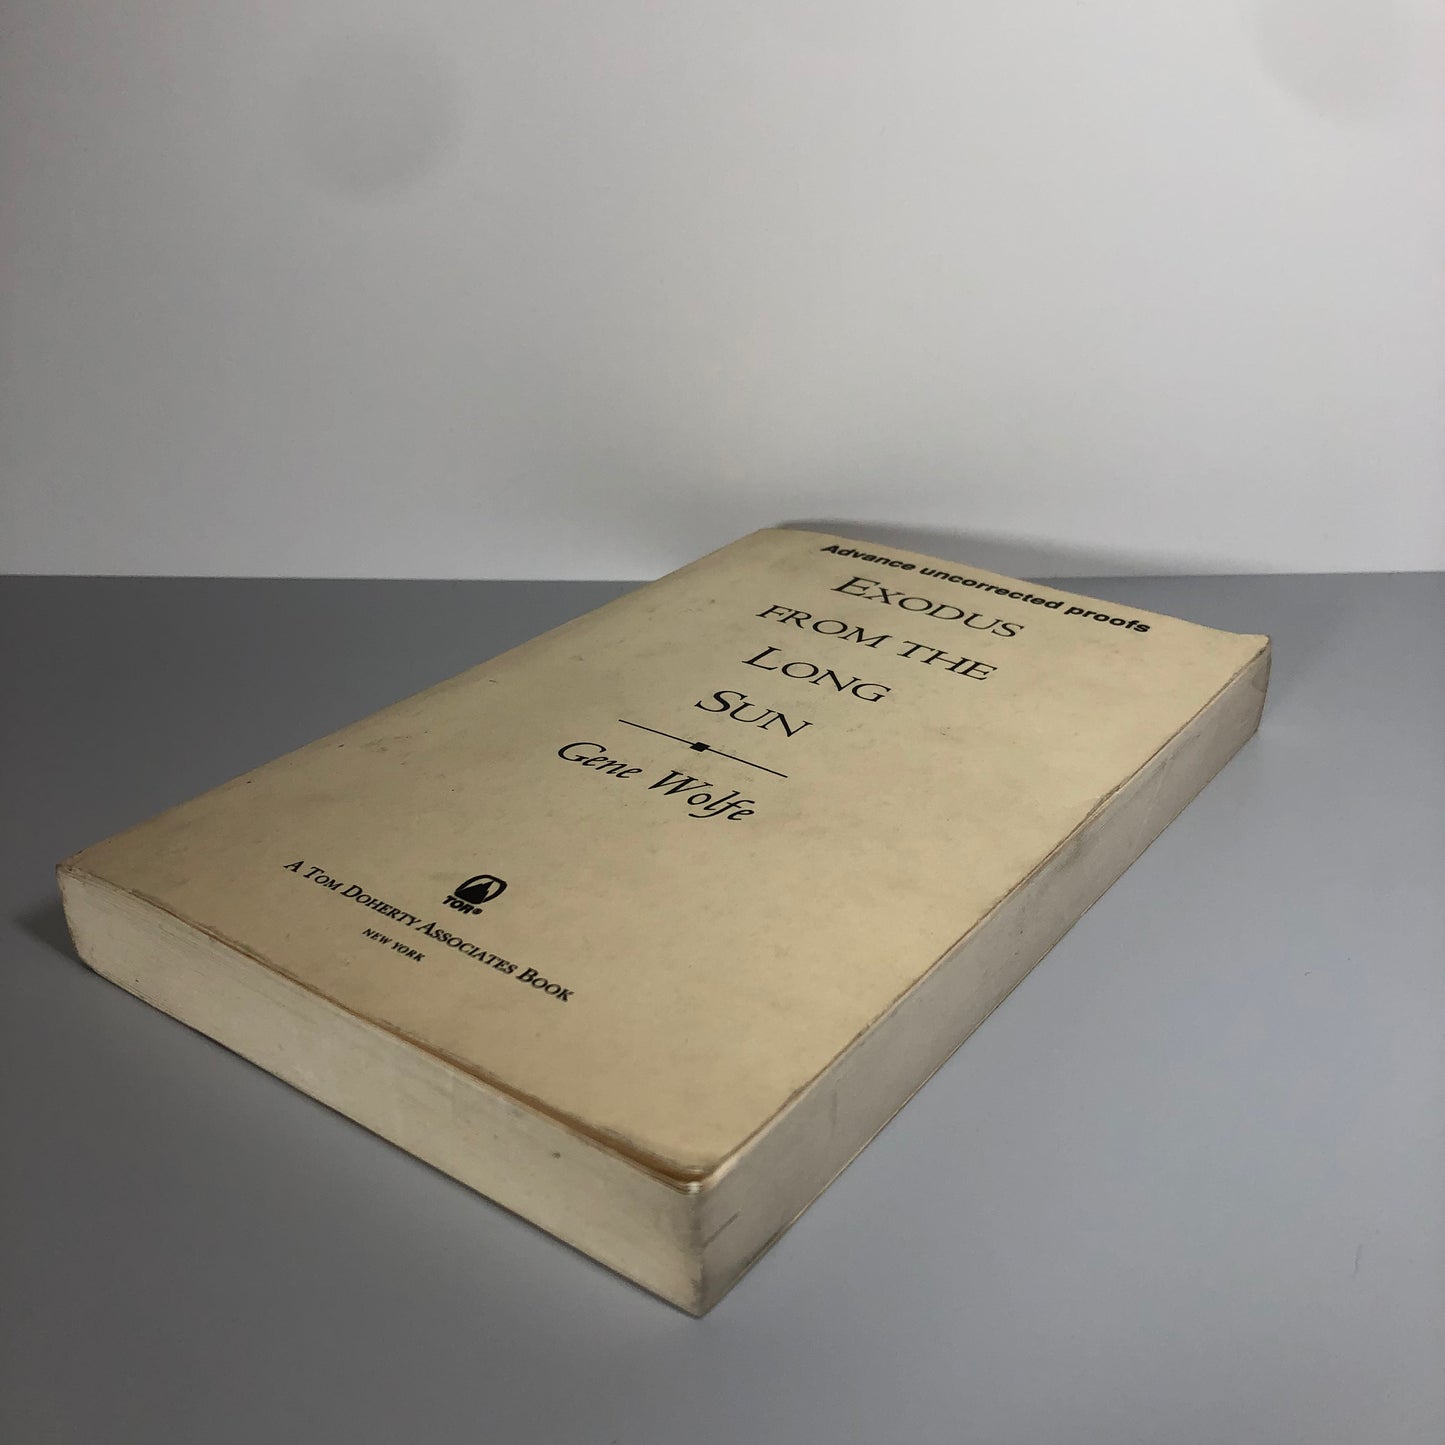 Advance uncorrected proofs
EXODUS
FROM THE
LONG
SUN
Gene Wolfe
TOR®
A TOM DOHERTY ASSOCIATES BOOK
NEW YORK